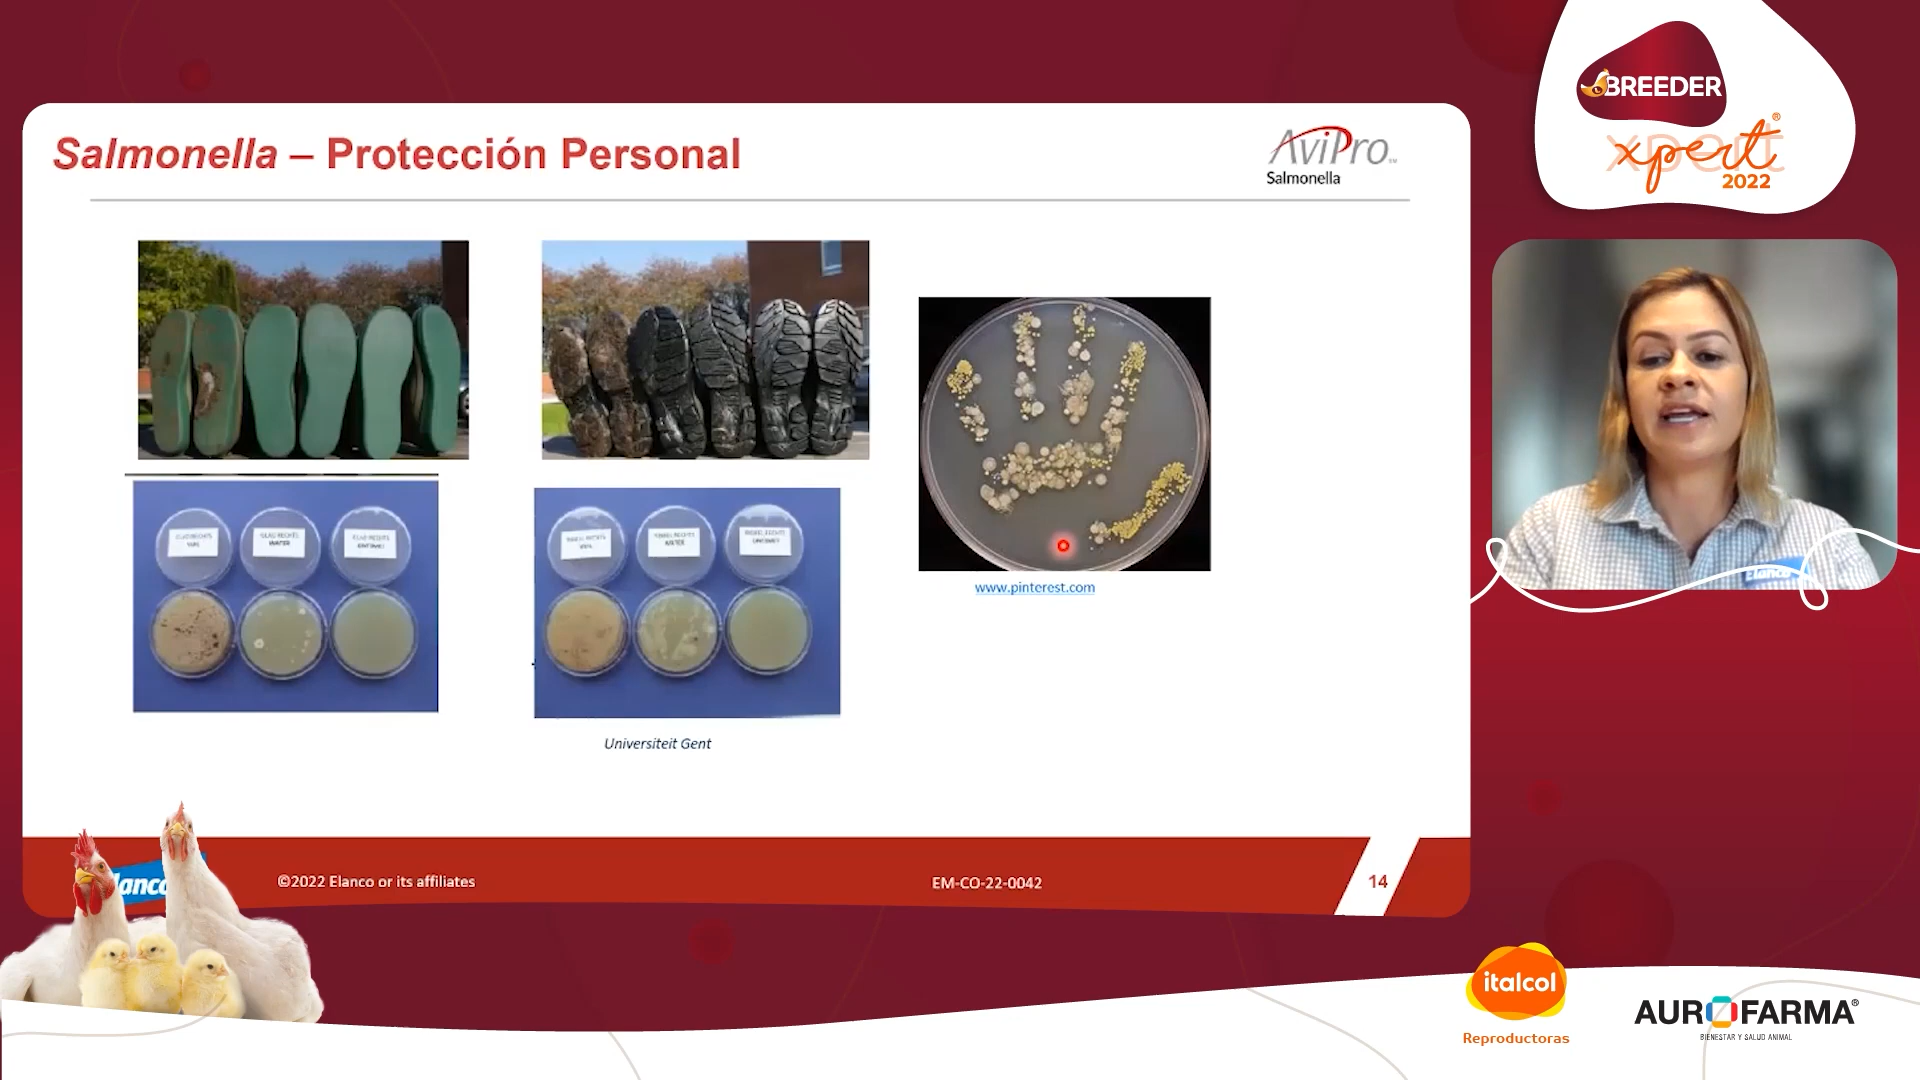 Salmonella – Protección Personal
AviPro
Salmonella
BREEDER
xpert®
2022
www.pinterest.com
Universiteit Gent
Elanco
©2022 Elanco or its affiliates
EM-CO-22-0042
14
italcol
Reproductoras
AUROFARMA®
BIENESTAR Y SALUD ANIMAL